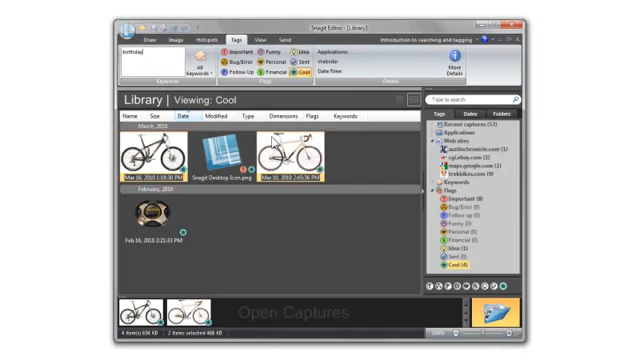 Snagit Editor - [Library]
Draw Image Hotspots Tags View Send
Introduction to searching and tagging
birthday
All Keywords
Keywords
Important Funny Idea
Bug/Error Personal Sent
Follow Up Financial Cool
Flags
Applications:
Website:
Date/Time:
More Details
Details
Library | Viewing: Cool
Type to search
Name Size Date Modified Type Dimensions Flags Keywords
March, 2010
Mar 16, 2010 1:18:30 PM
Snagit Desktop Icon.png
Mar 10, 2010 2:45:36 PM
February, 2010
Feb 16, 2010 2:21:33 PM
Tags Dates Folders
Recent captures (53)
Applications
Web sites
austinchronicle.com (1)
cgi.ebay.com (1)
maps.google.com (1)
trekbikes.com (9)
Keywords
Flags
Important (8)
Bug/Error (0)
Follow up (0)
Funny (0)
Personal (0)
Financial (0)
Idea (1)
Sent (0)
Cool (4)
Open Captures
4 item(s) 656 KB
2 items selected 468 KB
100%